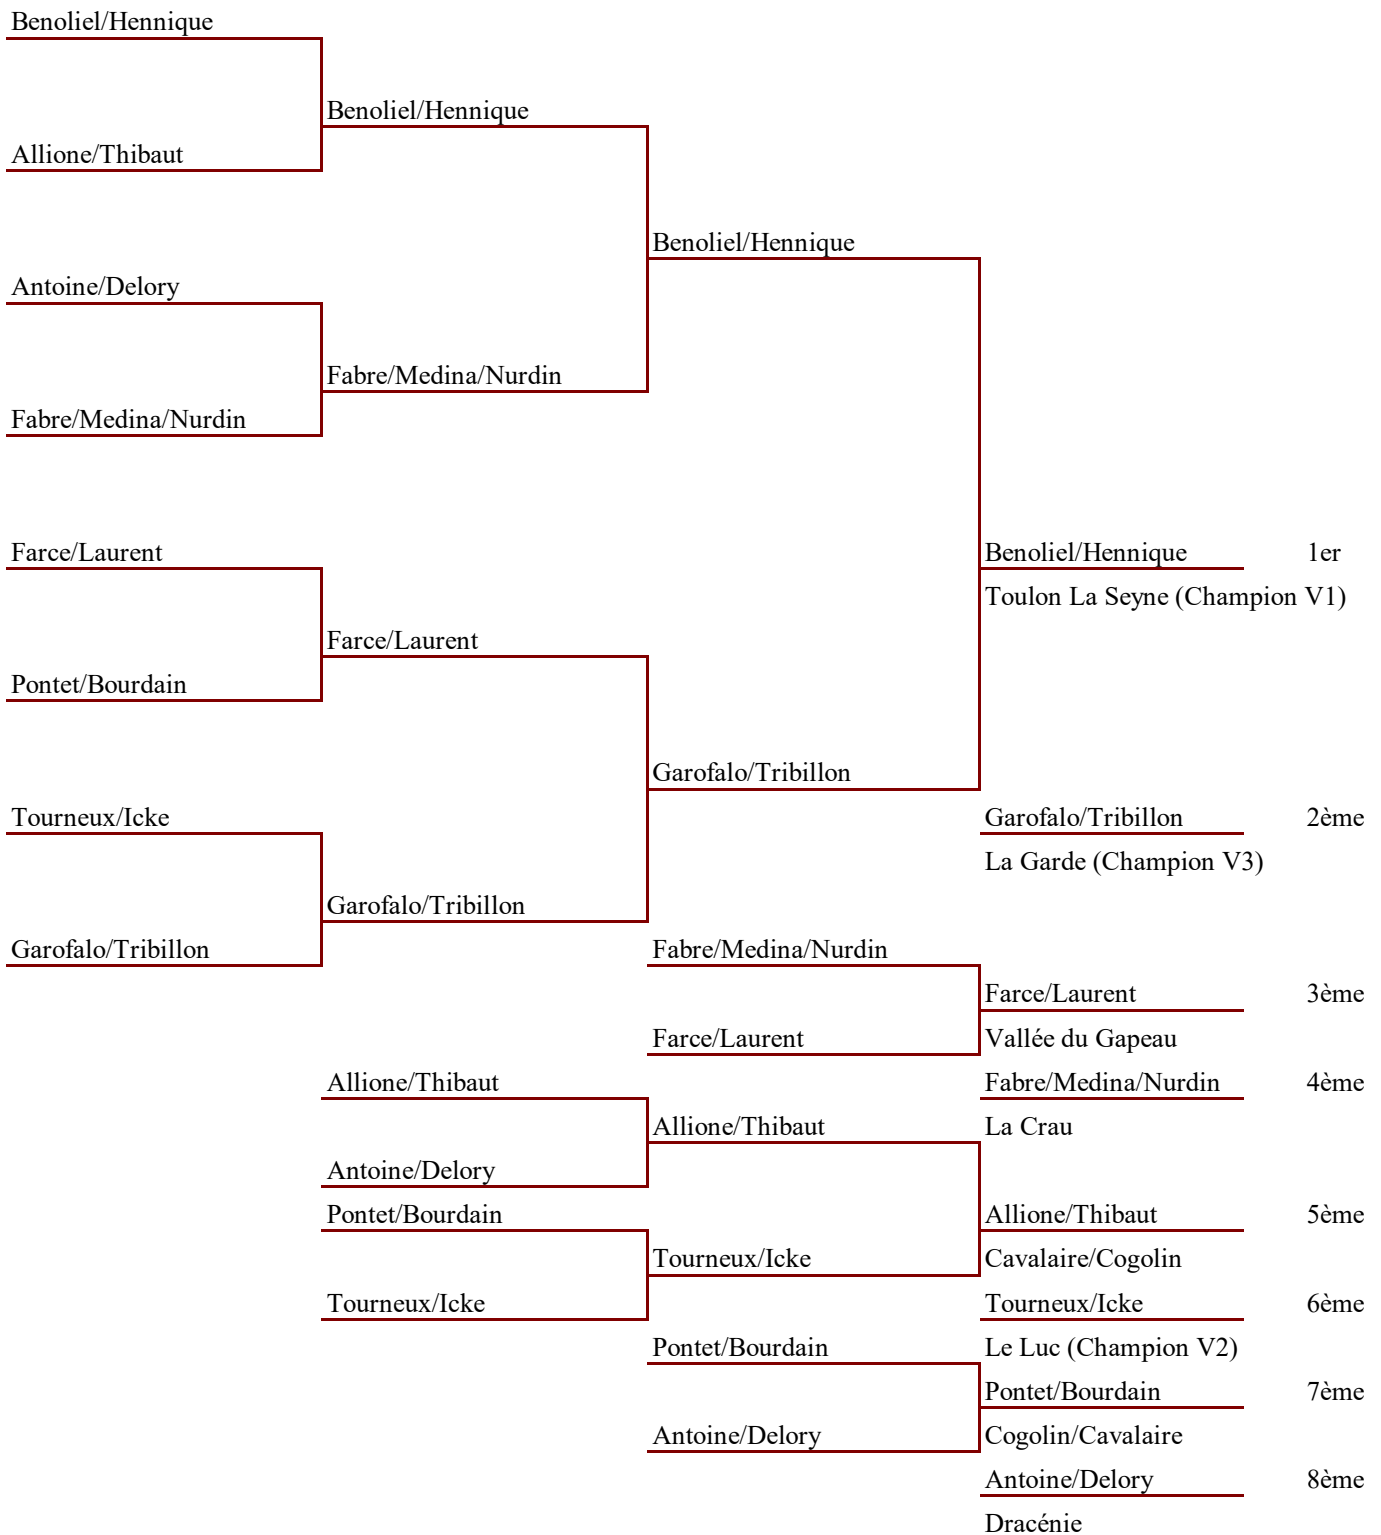 Benoliel/Hennique
Benoliel/Hennique
Allione/Thibaut
Benoliel/Hennique
Antoine/Delory
Fabre/Medina/Nurdin
Fabre/Medina/Nurdin
Farce/Laurent
Benoliel/Hennique 1er
Toulon La Seyne (Champion V1)
Farce/Laurent
Pontet/Bourdain
Garofalo/Tribillon
Tourneux/Icke
Garofalo/Tribillon 2ème
La Garde (Champion V3)
Garofalo/Tribillon
Garofalo/Tribillon
Fabre/Medina/Nurdin
Farce/Laurent 3ème
Farce/Laurent
Vallée du Gapeau
Allione/Thibaut
Fabre/Medina/Nurdin 4ème
Allione/Thibaut
La Crau
Antoine/Delory
Pontet/Bourdain
Allione/Thibaut 5ème
Tourneux/Icke
Cavalaire/Cogolin
Tourneux/Icke
Tourneux/Icke 6ème
Pontet/Bourdain
Le Luc (Champion V2)
Pontet/Bourdain 7ème
Antoine/Delory
Cogolin/Cavalaire
Antoine/Delory 8ème
Dracénie